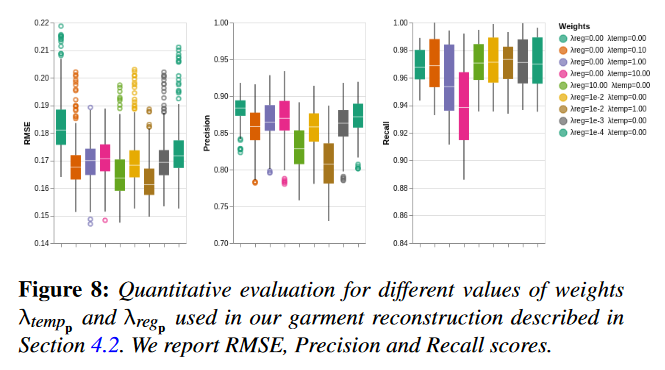 0.22
0.21
0.20
0.19
0.18
0.17
0.16
0.15
0.14
RMSE
1.00
0.95
0.90
0.85
0.80
0.75
0.70
Precision
1.00
0.98
0.96
0.94
0.92
0.90
0.88
0.86
0.84
Recall
Weights
λreg=0.00 λtemp=0.00
λreg=0.00 λtemp=0.10
λreg=0.00 λtemp=1.00
λreg=0.00 λtemp=10.00
λreg=10.00 λtemp=0.00
λreg=1e-2 λtemp=0.00
λreg=1e-2 λtemp=1.00
λreg=1e-3 λtemp=0.00
λreg=1e-4 λtemp=0.00
Figure 8: Quantitative evaluation for different values of weights
λtemp_p and λreg_p used in our garment reconstruction described in
Section 4.2. We report RMSE, Precision and Recall scores.